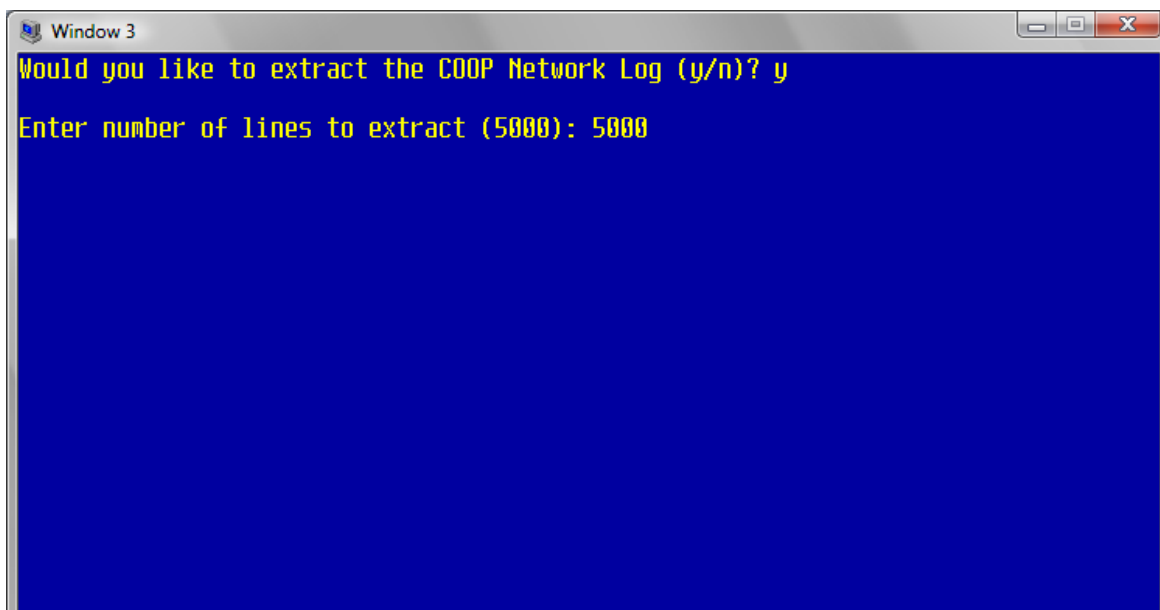 Window 3
Would you like to extract the COOP Network Log (y/n)? y
Enter number of lines to extract (5000): 5000